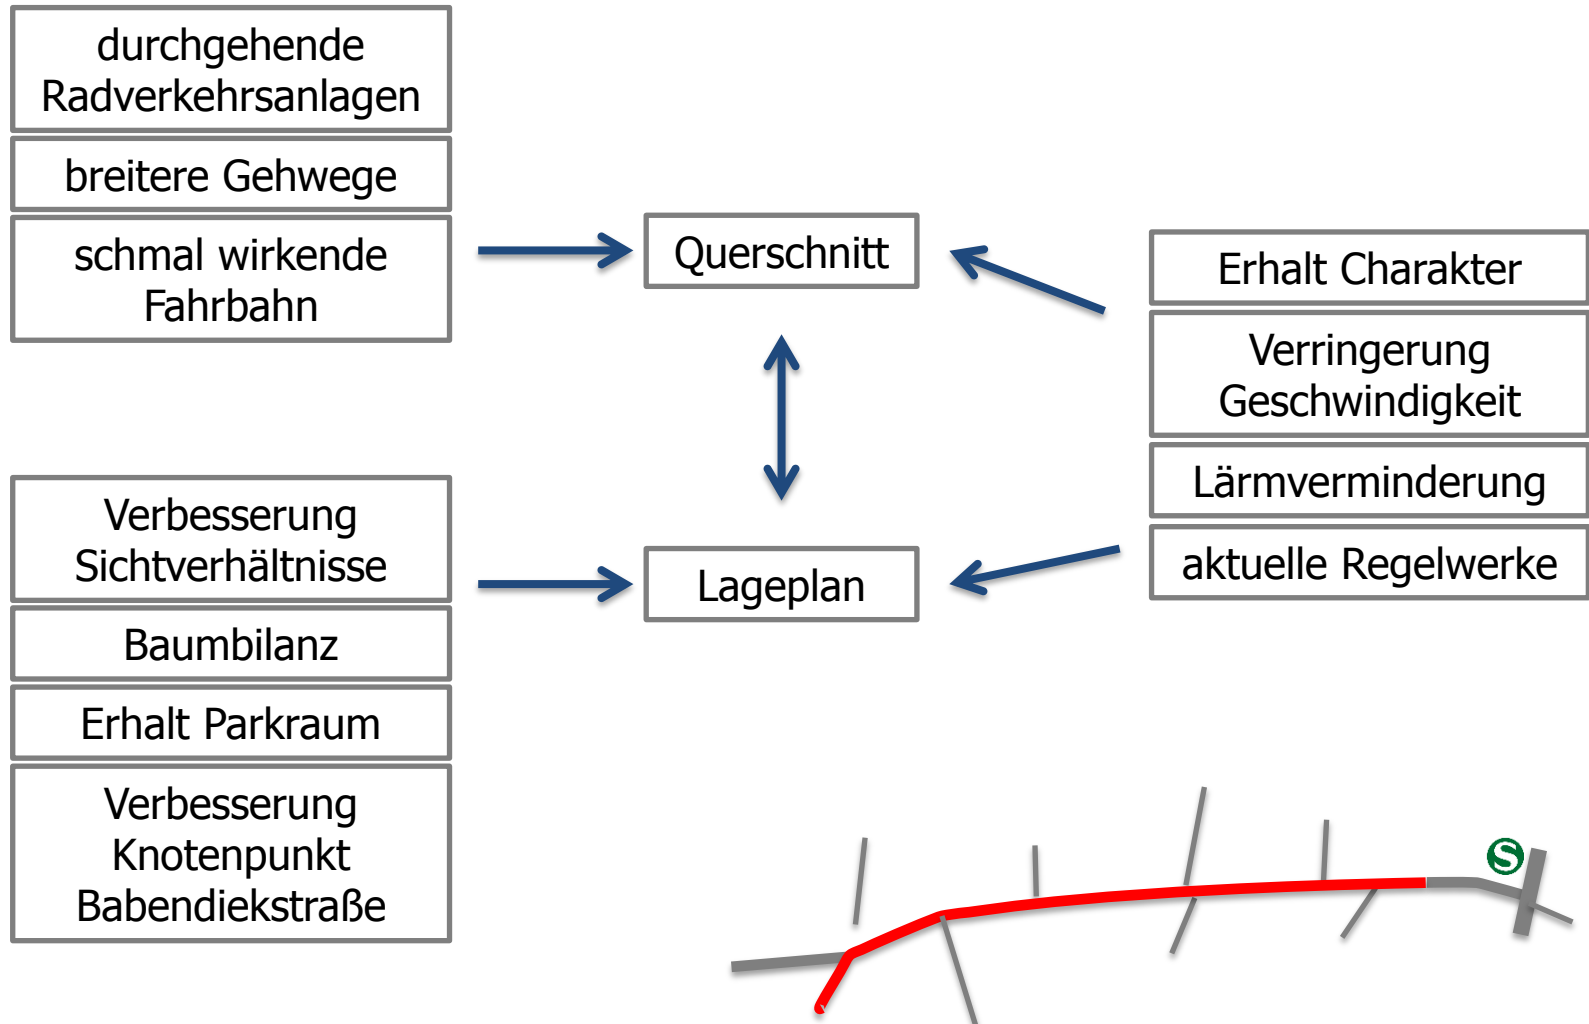 durchgehende
Radverkehrsanlagen
breitere Gehwege
schmal wirkende
Fahrbahn
Querschnitt
Erhalt Charakter
Verringerung
Geschwindigkeit
Lärmverminderung
aktuelle Regelwerke
Verbesserung
Sichtverhältnisse
Lageplan
Baumbilanz
Erhalt Parkraum
Verbesserung
Knotenpunkt
Babendiekstraße
S